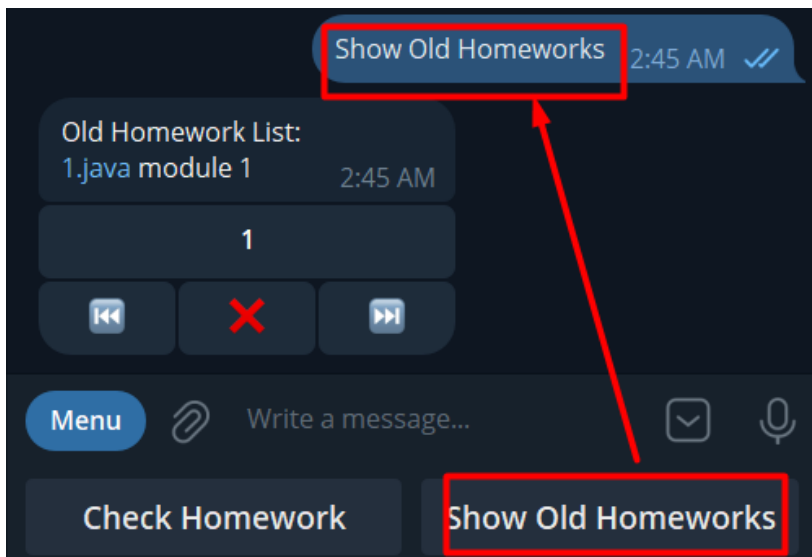 Show Old Homeworks 2:45 AM
Old Homework List:
1.java module 1 2:45 AM
1
Menu Write a message...
Check Homework Show Old Homeworks